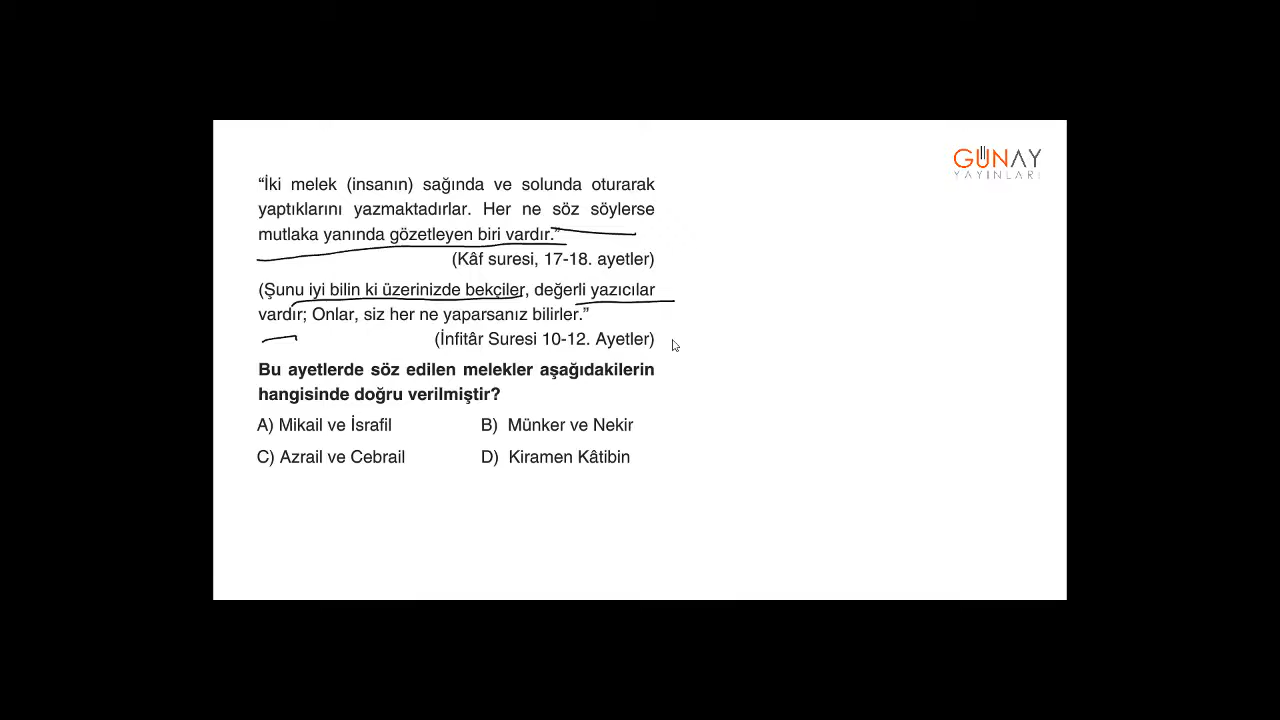 GÜNAY
YAYINLARI
“İki melek (insanın) sağında ve solunda oturarak
yaptıklarını yazmaktadırlar. Her ne söz söylerse
mutlaka yanında gözetleyen biri vardır.”
(Kâf suresi, 17-18. ayetler)
(Şunu iyi bilin ki üzerinizde bekçiler, değerli yazıcılar
vardır; Onlar, siz her ne yaparsanız bilirler.”
(İnfitâr Suresi 10-12. Ayetler)
Bu ayetlerde söz edilen melekler aşağıdakilerin
hangisinde doğru verilmiştir?
A) Mikail ve İsrafil B) Münker ve Nekir
C) Azrail ve Cebrail D) Kiramen Kâtibin